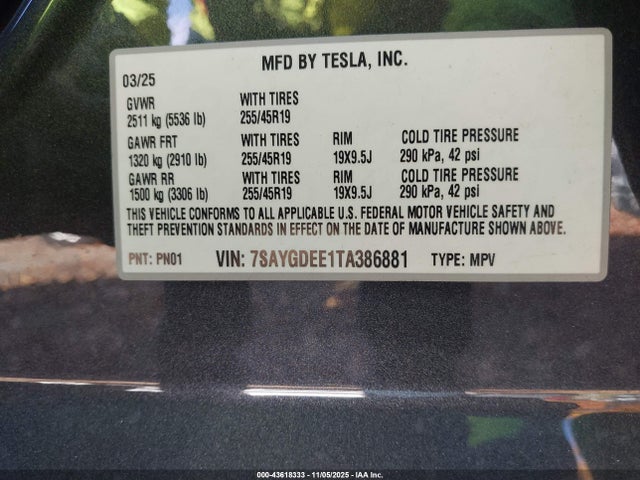 MFD BY TESLA, INC.
03/25
GVWR WITH TIRES
2511 kg (5536 lb) 255/45R19
GAWR FRT WITH TIRES RIM COLD TIRE PRESSURE
1320 kg (2910 lb) 255/45R19 19X9.5J 290 kPa, 42 psi
GAWR RR WITH TIRES RIM COLD TIRE PRESSURE
1500 kg (3306 lb) 255/45R19 19X9.5J 290 kPa, 42 psi
THIS VEHICLE CONFORMS TO ALL APPLICABLE U.S. FEDERAL MOTOR VEHICLE SAFETY AND
THEFT PREVENTION STANDARDS IN EFFECT ON THE DATE OF MANUFACTURE SHOWN ABOVE.
PNT: PN01 VIN: 7SAYGDEE1TA386881 TYPE: MPV
000-43618333 - 11/05/2025 - IAA Inc.